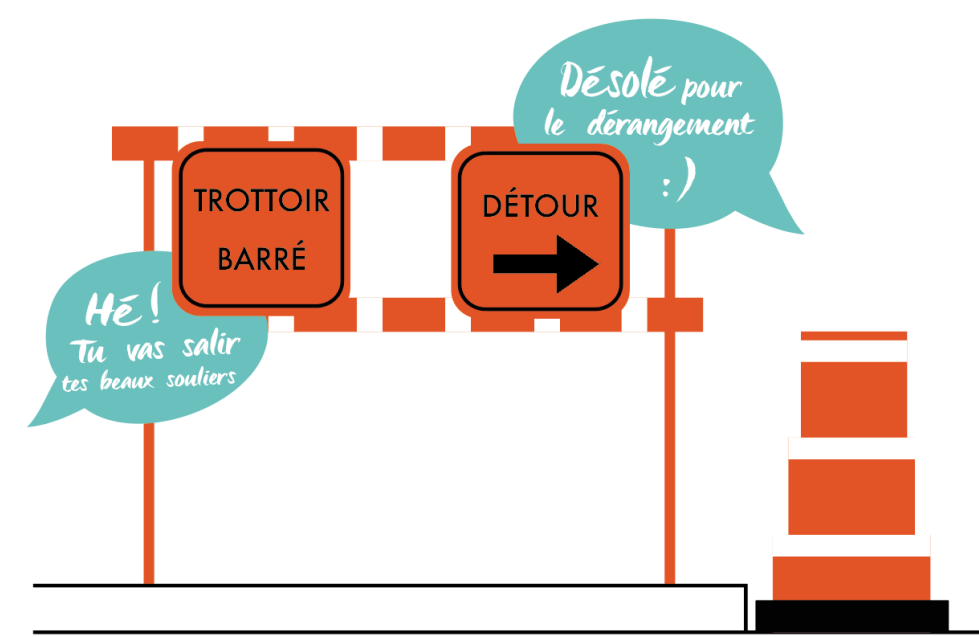 Désolé pour
le dérangement
:)
TROTTOIR
BARRÉ
DÉTOUR
Hé!
Tu vas salir
tes beaux souliers